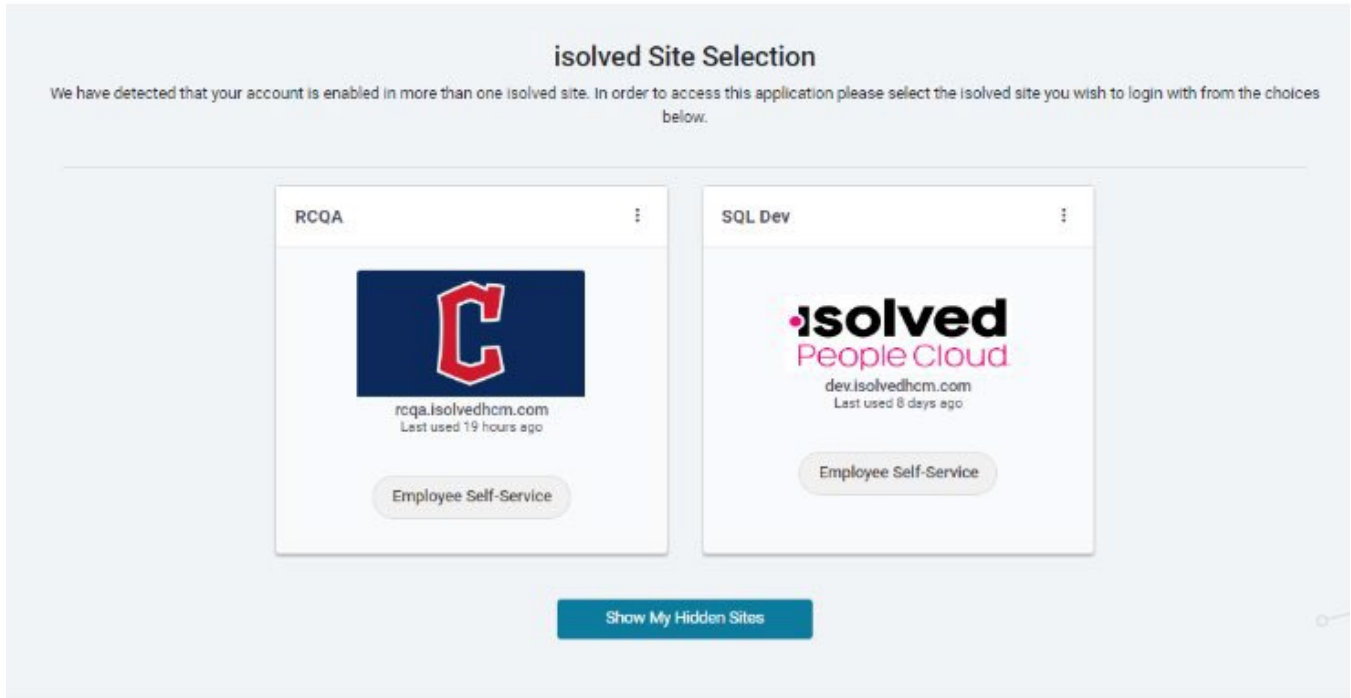 isolved Site Selection
We have detected that your account is enabled in more than one isolved site. In order to access this application please select the isolved site you wish to login with from the choices
below.
RCQA
C
rcqa.isolvedhcm.com
Last used 19 hours ago
Employee Self-Service
SQL Dev
isolved
People Cloud
dev.isolvedhcm.com
Last used 8 days ago
Employee Self-Service
Show My Hidden Sites